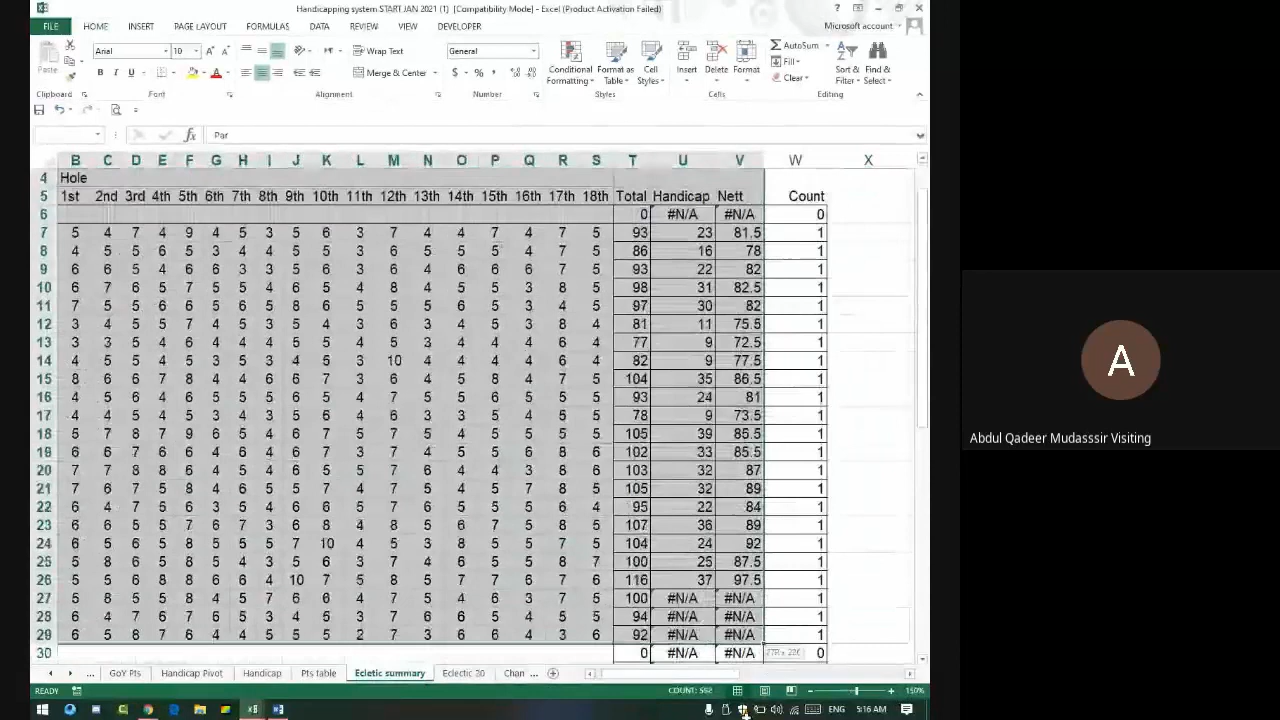 Handicapping system.START.JAN 2021 (1) [Compatibility Mode] - Excel (Product Activation Failed)
FILE HOME INSERT PAGE LAYOUT FORMULAS DATA REVIEW VIEW DEVELOPER Microsoft account
Paste Arial 10 Wrap Text General AutoSum
B I U Merge & Center $ % Conditional Formatting Format as Table Cell Styles Insert Delete Format Fill Clear Sort & Filter Find & Select
Clipboard Font Alignment Number Styles Cells Editing
fx Par
B C D E F G H I J K L M N O P Q R S T U V W X
4 Hole
5 1st 2nd 3rd 4th 5th 6th 7th 8th 9th 10th 11th 12th 13th 14th 15th 16th 17th 18th Total Handicap Nett Count
6 0 #N/A #N/A 0
7 5 4 7 4 9 4 5 3 5 6 3 7 4 4 7 4 7 5 93 23 81.5 1
8 4 5 5 6 5 3 4 4 5 5 3 6 5 5 5 4 7 5 86 16 78 1
9 6 6 5 4 6 6 3 3 5 6 3 6 4 6 6 6 7 5 93 22 82 1
10 6 7 6 5 7 5 5 4 6 5 4 8 4 5 5 3 8 5 98 31 82.5 1
11 7 5 5 6 6 5 6 5 8 6 5 5 5 6 5 3 4 5 97 30 82 1
12 3 4 5 5 7 4 5 3 5 4 3 6 3 4 5 3 8 4 81 11 75.5 1
13 3 3 5 4 6 4 4 4 5 5 4 5 3 4 4 4 6 4 77 9 72.5 1
14 4 5 5 4 5 3 5 3 4 5 3 10 4 4 4 4 6 4 82 9 77.5 1
15 8 6 6 7 8 4 4 6 6 7 3 6 4 5 8 4 7 5 104 35 86.5 1
16 4 5 6 4 6 5 5 5 6 5 4 7 5 5 6 5 5 5 93 24 81 1
17 4 4 5 4 5 3 4 3 5 6 4 6 3 3 5 4 5 5 78 9 73.5 1
18 5 7 8 7 9 6 5 4 6 7 5 7 5 4 5 5 5 5 105 39 85.5 1
19 6 6 7 6 6 4 6 4 6 7 3 7 4 5 5 6 8 6 102 33 85.5 1
20 7 7 8 8 6 4 5 4 6 5 5 7 6 4 4 3 8 6 103 32 87 1
21 7 6 7 5 8 4 6 5 5 7 4 7 5 4 5 7 8 5 105 32 89 1
22 6 4 7 5 6 3 5 4 6 6 5 7 6 5 5 5 6 4 95 22 84 1
23 6 6 5 5 7 6 7 3 6 8 4 8 5 6 7 5 8 5 107 36 89 1
24 6 5 6 5 8 5 5 5 7 10 4 5 3 8 5 5 7 5 104 24 92 1
25 5 8 6 5 8 5 4 3 5 6 3 7 4 6 5 5 8 7 100 25 87.5 1
26 5 5 6 8 8 6 6 4 10 7 5 8 5 7 7 6 7 6 116 37 97.5 1
27 5 8 5 5 8 4 5 7 6 6 4 7 5 4 6 3 7 5 100 #N/A #N/A 1
28 6 4 7 6 7 6 5 3 4 5 3 7 6 6 5 4 5 5 94 #N/A #N/A 1
29 6 5 8 7 6 4 4 5 5 5 2 7 3 6 6 4 3 6 92 #N/A #N/A 1
30 0 #N/A #N/A 0
... GoY Pts Handicap Pivot Handicap Pts table Ecletic summary Eclectic 20 Chan ...
READY COUNT: 552 150%
ENG 5:16 AM
A
Abdul Qadeer Mudasssir Visiting